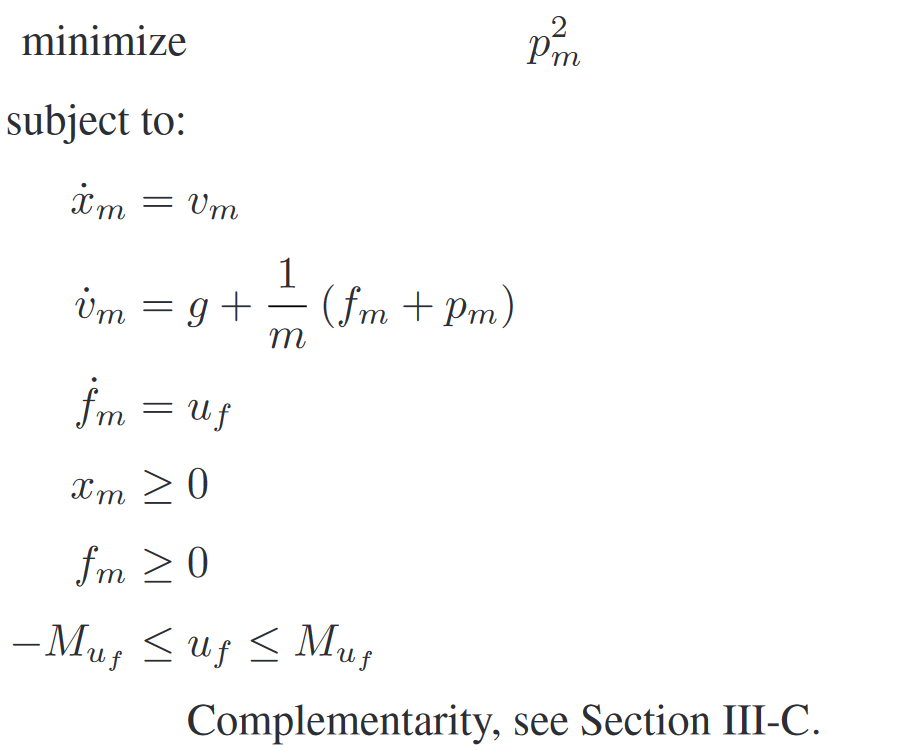 minimize p_m^2
subject to:
ẋ_m = v_m
v̇_m = g + \frac{1}{m} (f_m + p_m)
ḟ_m = u_f
x_m ≥ 0
f_m ≥ 0
−M_{u_f} ≤ u_f ≤ M_{u_f}
Complementarity, see Section III-C.